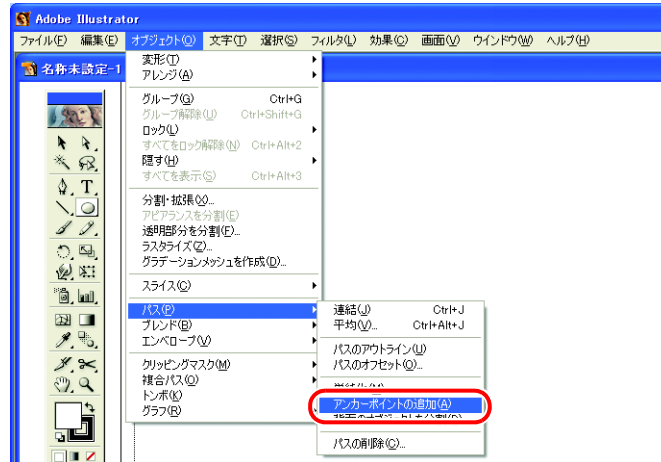 Adobe Illustrator
ファイル(F) 編集(E) オブジェクト(O) 文字(T) 選択(S) フィルタ(L) 効果(C) 画面(V) ウインドウ(W) ヘルプ(H)
名称未設定-1
変形(T)
アレンジ(A)
グループ(G) Ctrl+G
グループ解除(U) Ctrl+Shift+G
ロック(L)
すべてをロック解除(N) Ctrl+Alt+2
隠す(H)
すべてを表示(S) Ctrl+Alt+3
分割・拡張(X)...
アピアランスを分割(E)
透明部分を分割(F)...
ラスタライズ(Z)...
グラデーションメッシュを作成(D)...
スライス(C)
パス(P)
ブレンド(B)
エンベロープ(V)
クリッピングマスク(M)
複合パス(O)
トンボ(K)
グラフ(R)
連結(J) Ctrl+J
平均(V)... Ctrl+Alt+J
パスのアウトライン(U)
パスのオフセット(O)...
アンカーポイントの追加(A)
パスの削除(C)...
T